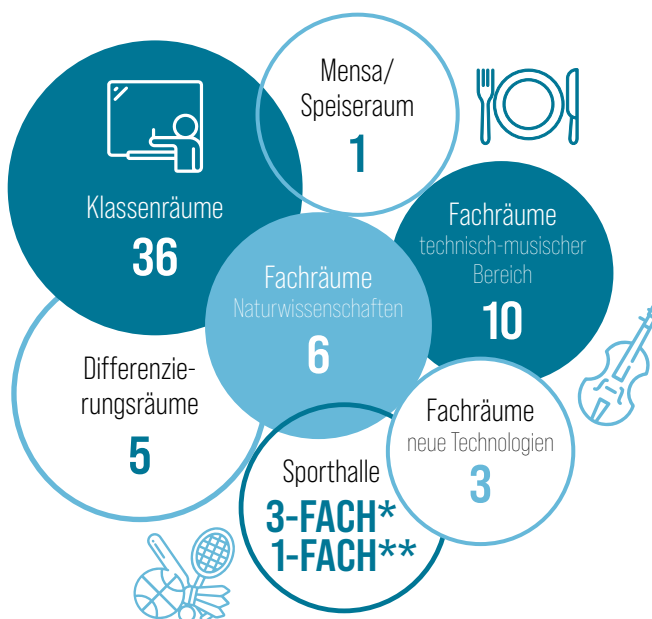 Mensa/
Speiseraum
1
Klassenräume
36
Fachräume
technisch-musischer
Bereich
10
Fachräume
Naturwissenschaften
6
Differenzie-
rungsräume
5
Fachräume
neue Technologien
3
Sporthalle
3-FACH*
1-FACH**